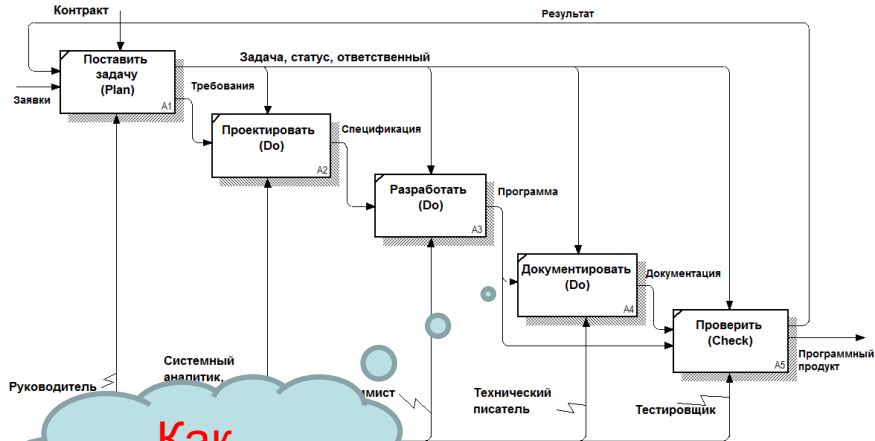 Контракт
Результат
Поставить
задачу
(Plan)
A1
Задача, статус, ответственный
Заявки
Требования
Проектировать
(Do)
A2
Спецификация
Разработать
(Do)
A3
Программа
Документировать
(Do)
A4
Документация
Проверить
(Check)
A5
Программный
продукт
Системный
аналитик,
Руководитель
Технический
писатель
Тестировщик
Как